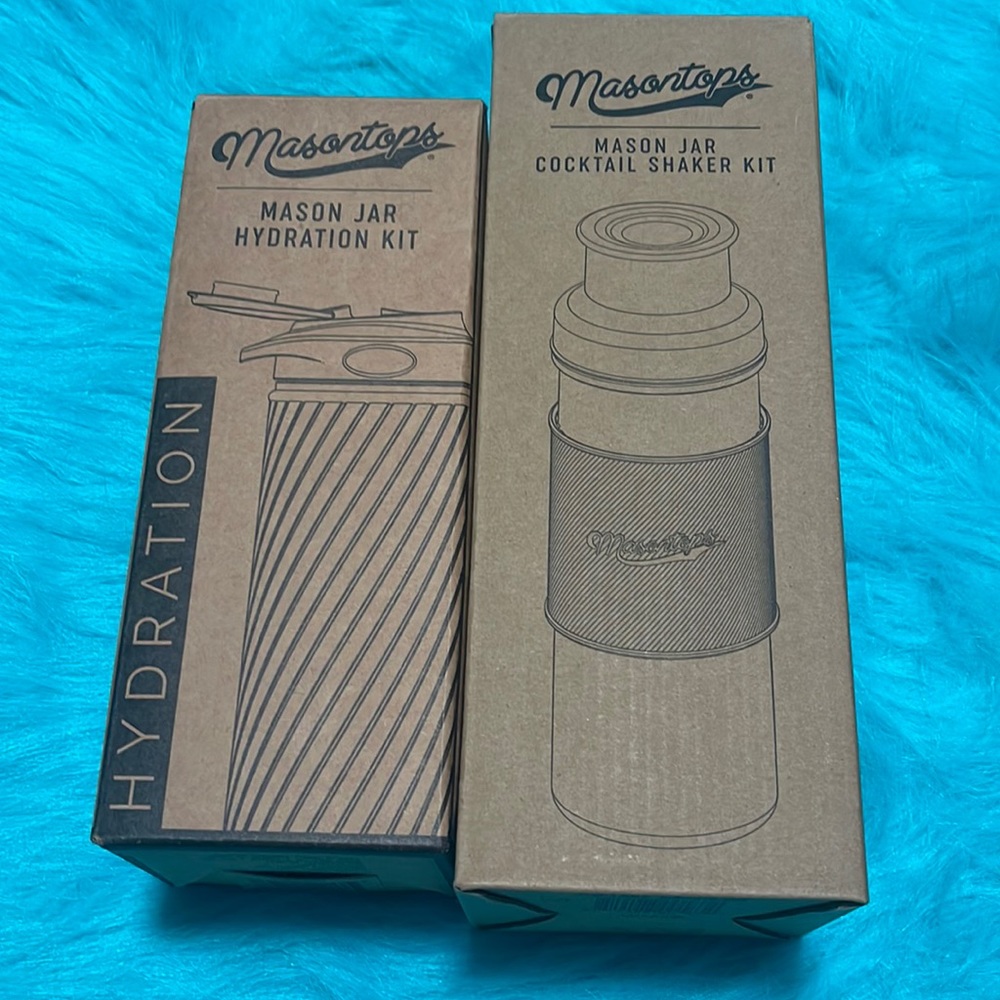 Masontops
MASON JAR
HYDRATION KIT
HYDRATION
Masontops
MASON JAR
COCKTAIL SHAKER KIT
Masontops